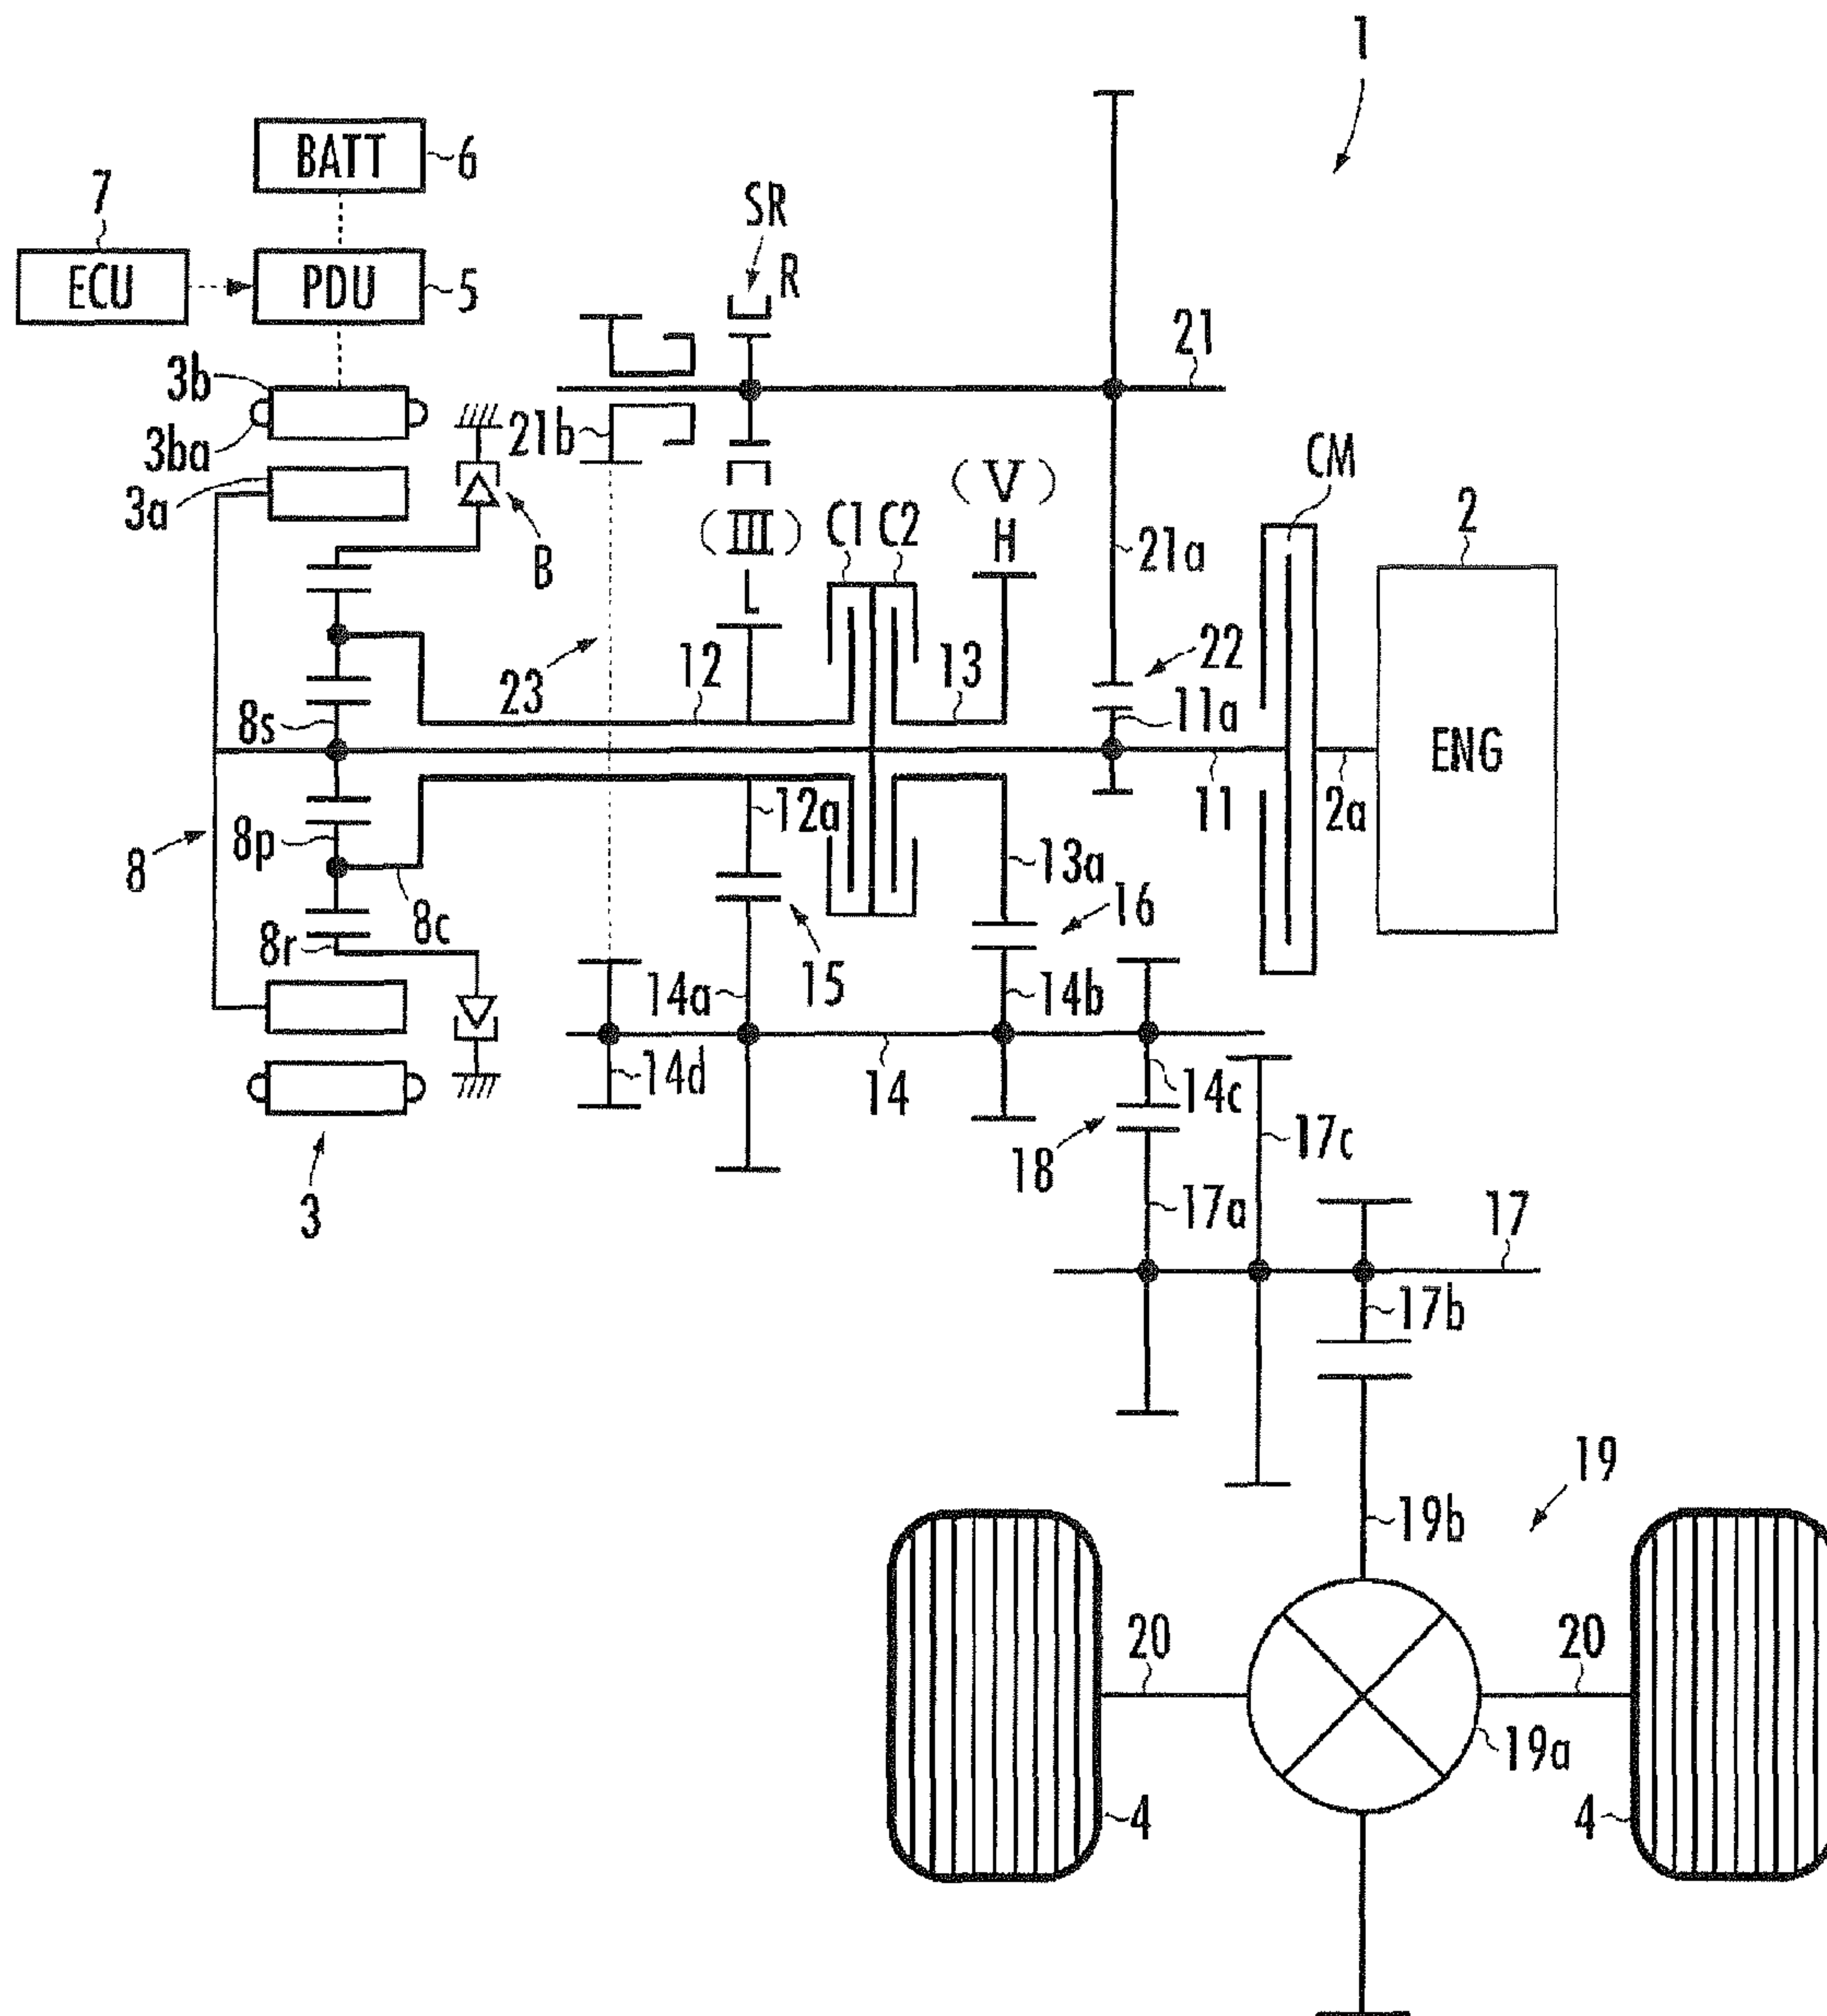 1
BATT
6
7
SR
R
ECU
PDU
5
21
3b
3ba
21b
CM
3a
(V)
(III)
C1
C2
2
H
B
21a
L
12
13
22
23
8s
11a
ENG
12a
11
2a
8p
8
13a
8c
16
8r
15
14a
14b
14d
14
14c
17c
18
3
17a
17
17b
19
19b
20
20
19a
4
4